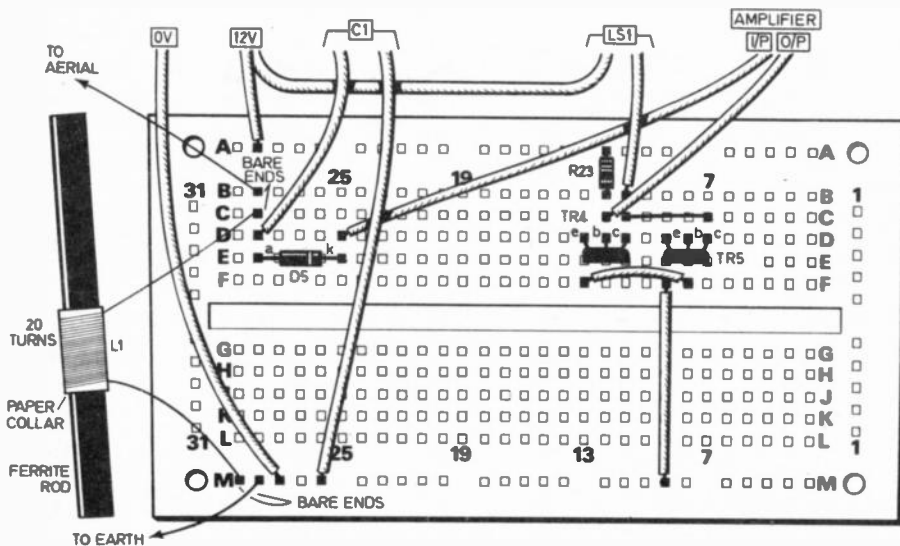 0V
12V
C1
LS1
AMPLIFIER
I/P O/P
TO
AERIAL
A
BARE
ENDS
A
31
25
19
R23
7
B
B
1
C
TR4
C
D
e b c
e b c
D
E
a
k
D5
TR5
E
F
F
20
TURNS
L1
G
G
H
H
J
PAPER
COLLAR
K
K
L
L
31
25
19
13
7
1
FERRITE
ROD
M
M
BARE ENDS
TO EARTH